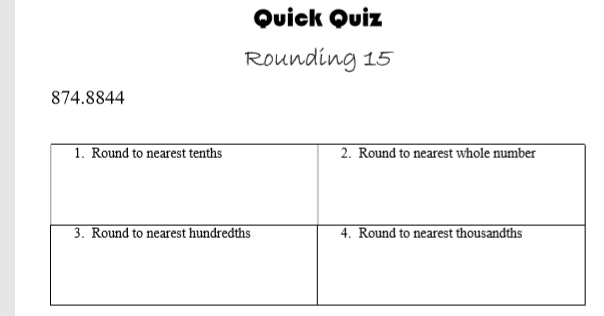 Quick Quiz
Rounding 15
874.8844
1. Round to nearest tenths
2. Round to nearest whole number
3. Round to nearest hundredths
4. Round to nearest thousandths